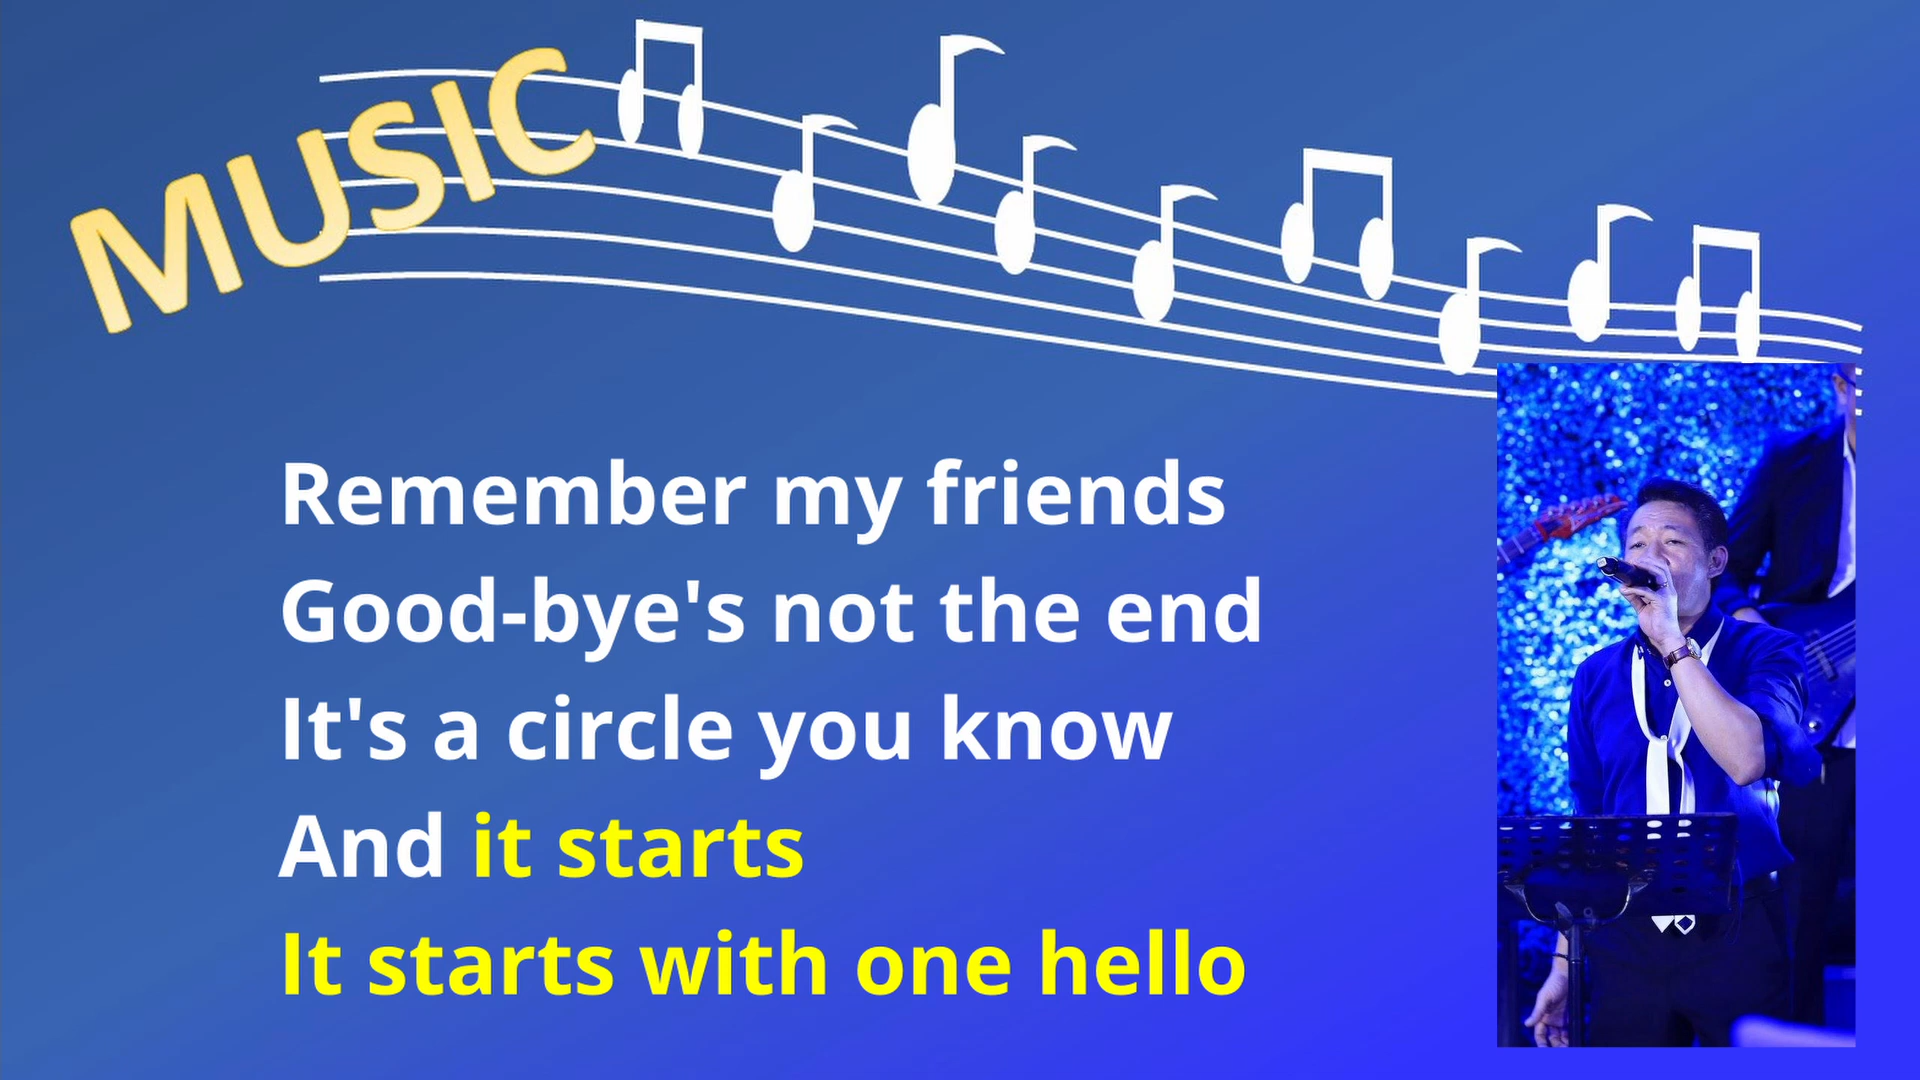 MUSIC
Remember my friends
Good-bye's not the end
It's a circle you know
And it starts
It starts with one hello